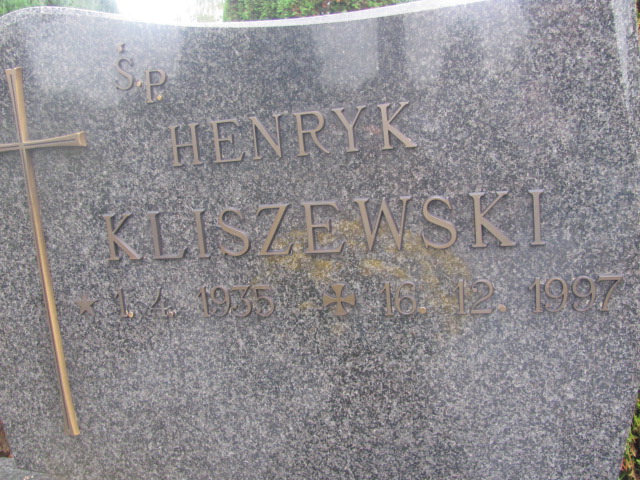 Ś.P.
HENRYK
KLISZEWSKI
* 1. 4. 1935 ✠ 16. 12. 1997